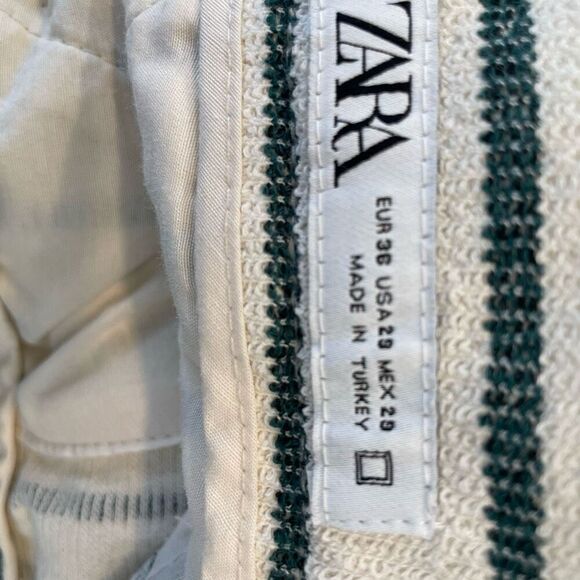 ZARA
EUR 36 USA 29 MEX 29
MADE IN TURKEY